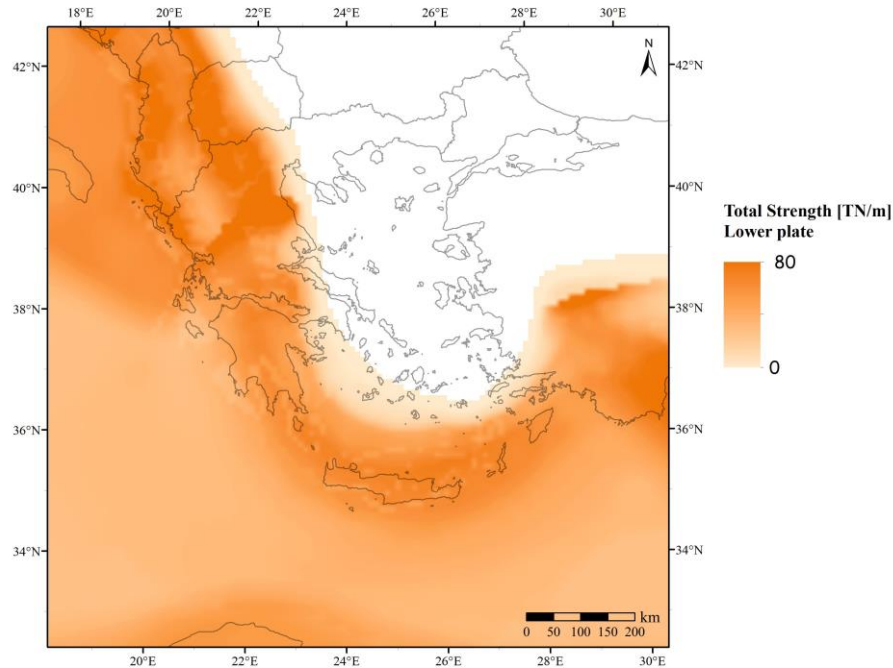 18°E 20°E 22°E 24°E 26°E 28°E 30°E
42°N 42°N
N
40°N 40°N
Total Strength [TN/m]
Lower plate
80
38°N 38°N
0
36°N 36°N
34°N 34°N
km
0 50 100 150 200
20°E 22°E 24°E 26°E 28°E 30°E